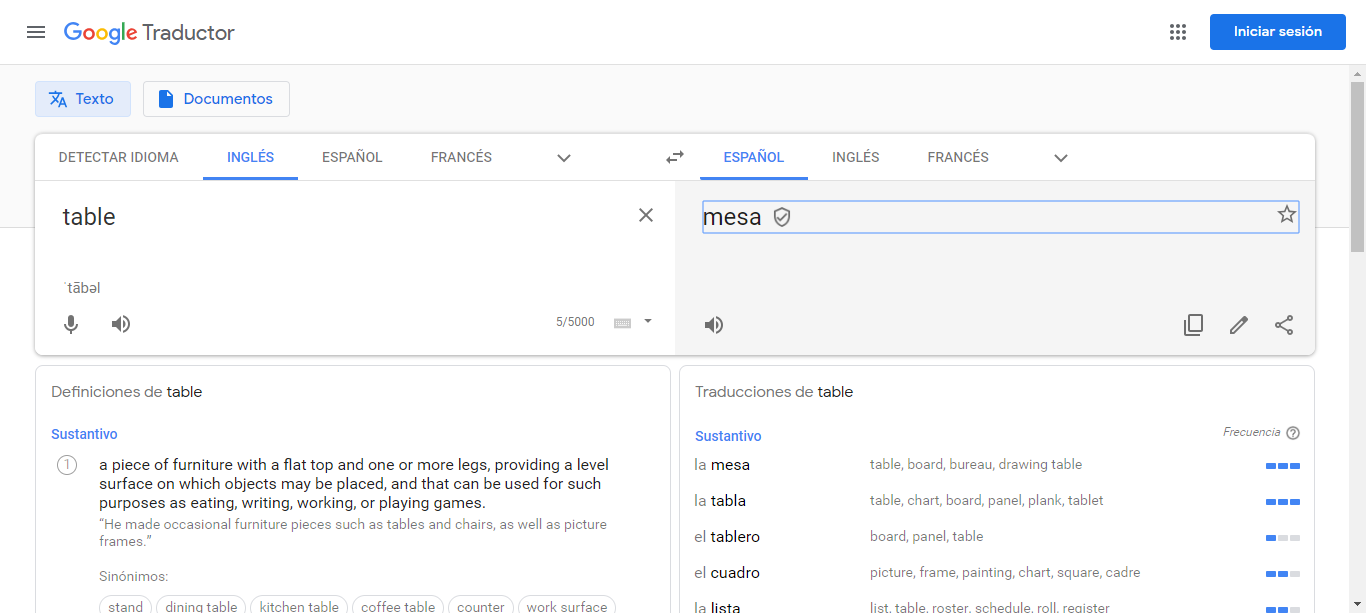 Google Traductor
Iniciar sesión
Texto
Documentos
DETECTAR IDIOMA INGLÉS ESPAÑOL FRANCÉS
ESPAÑOL INGLÉS FRANCÉS
table
mesa
ˈtābəl
5/5000
Definiciones de table
Sustantivo
1 a piece of furniture with a flat top and one or more legs, providing a level
surface on which objects may be placed, and that can be used for such
purposes as eating, writing, working, or playing games.
“He made occasional furniture pieces such as tables and chairs, as well as picture
frames.”
Sinónimos:
stand dining table kitchen table coffee table counter work surface
Traducciones de table
Sustantivo Frecuencia
la mesa table, board, bureau, drawing table
la tabla table, chart, board, panel, plank, tablet
el tablero board, panel, table
el cuadro picture, frame, painting, chart, square, cadre
la lista list, table, roster, schedule, roll, register